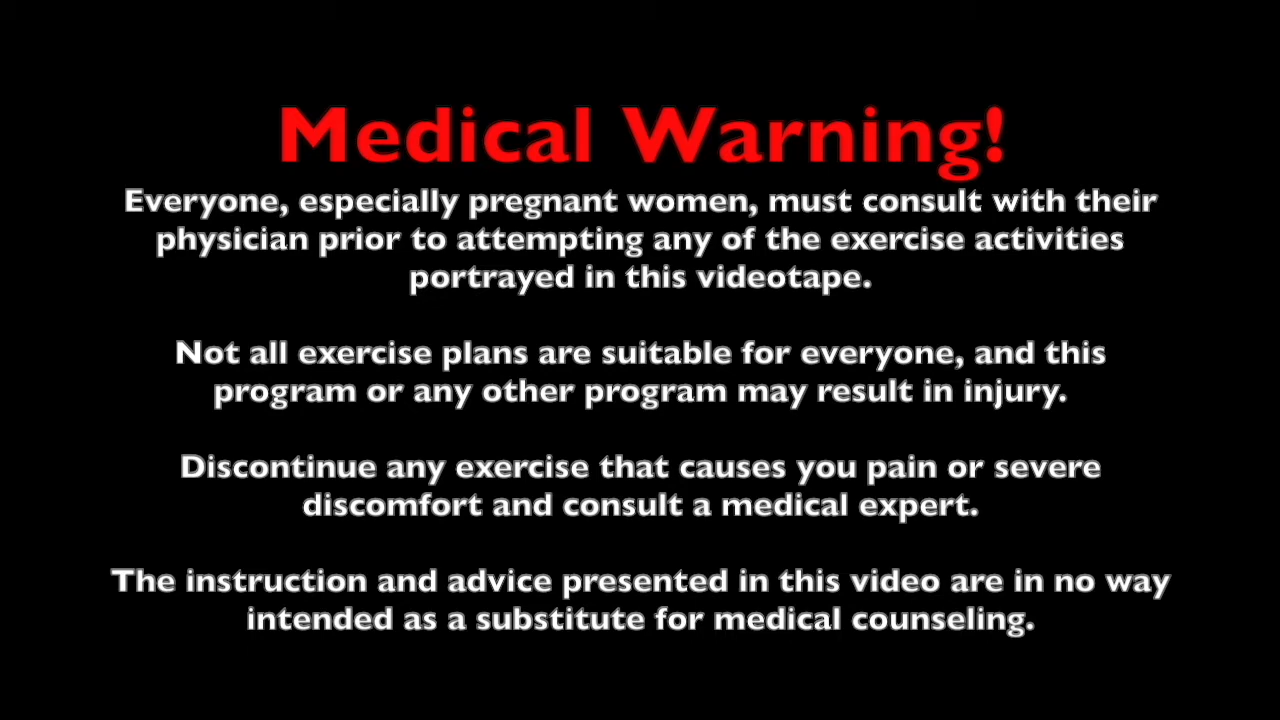 Medical Warning!
Everyone, especially pregnant women, must consult with their
physician prior to attempting any of the exercise activities
portrayed in this videotape.
Not all exercise plans are suitable for everyone, and this
program or any other program may result in injury.
Discontinue any exercise that causes you pain or severe
discomfort and consult a medical expert.
The instruction and advice presented in this video are in no way
intended as a substitute for medical counseling.